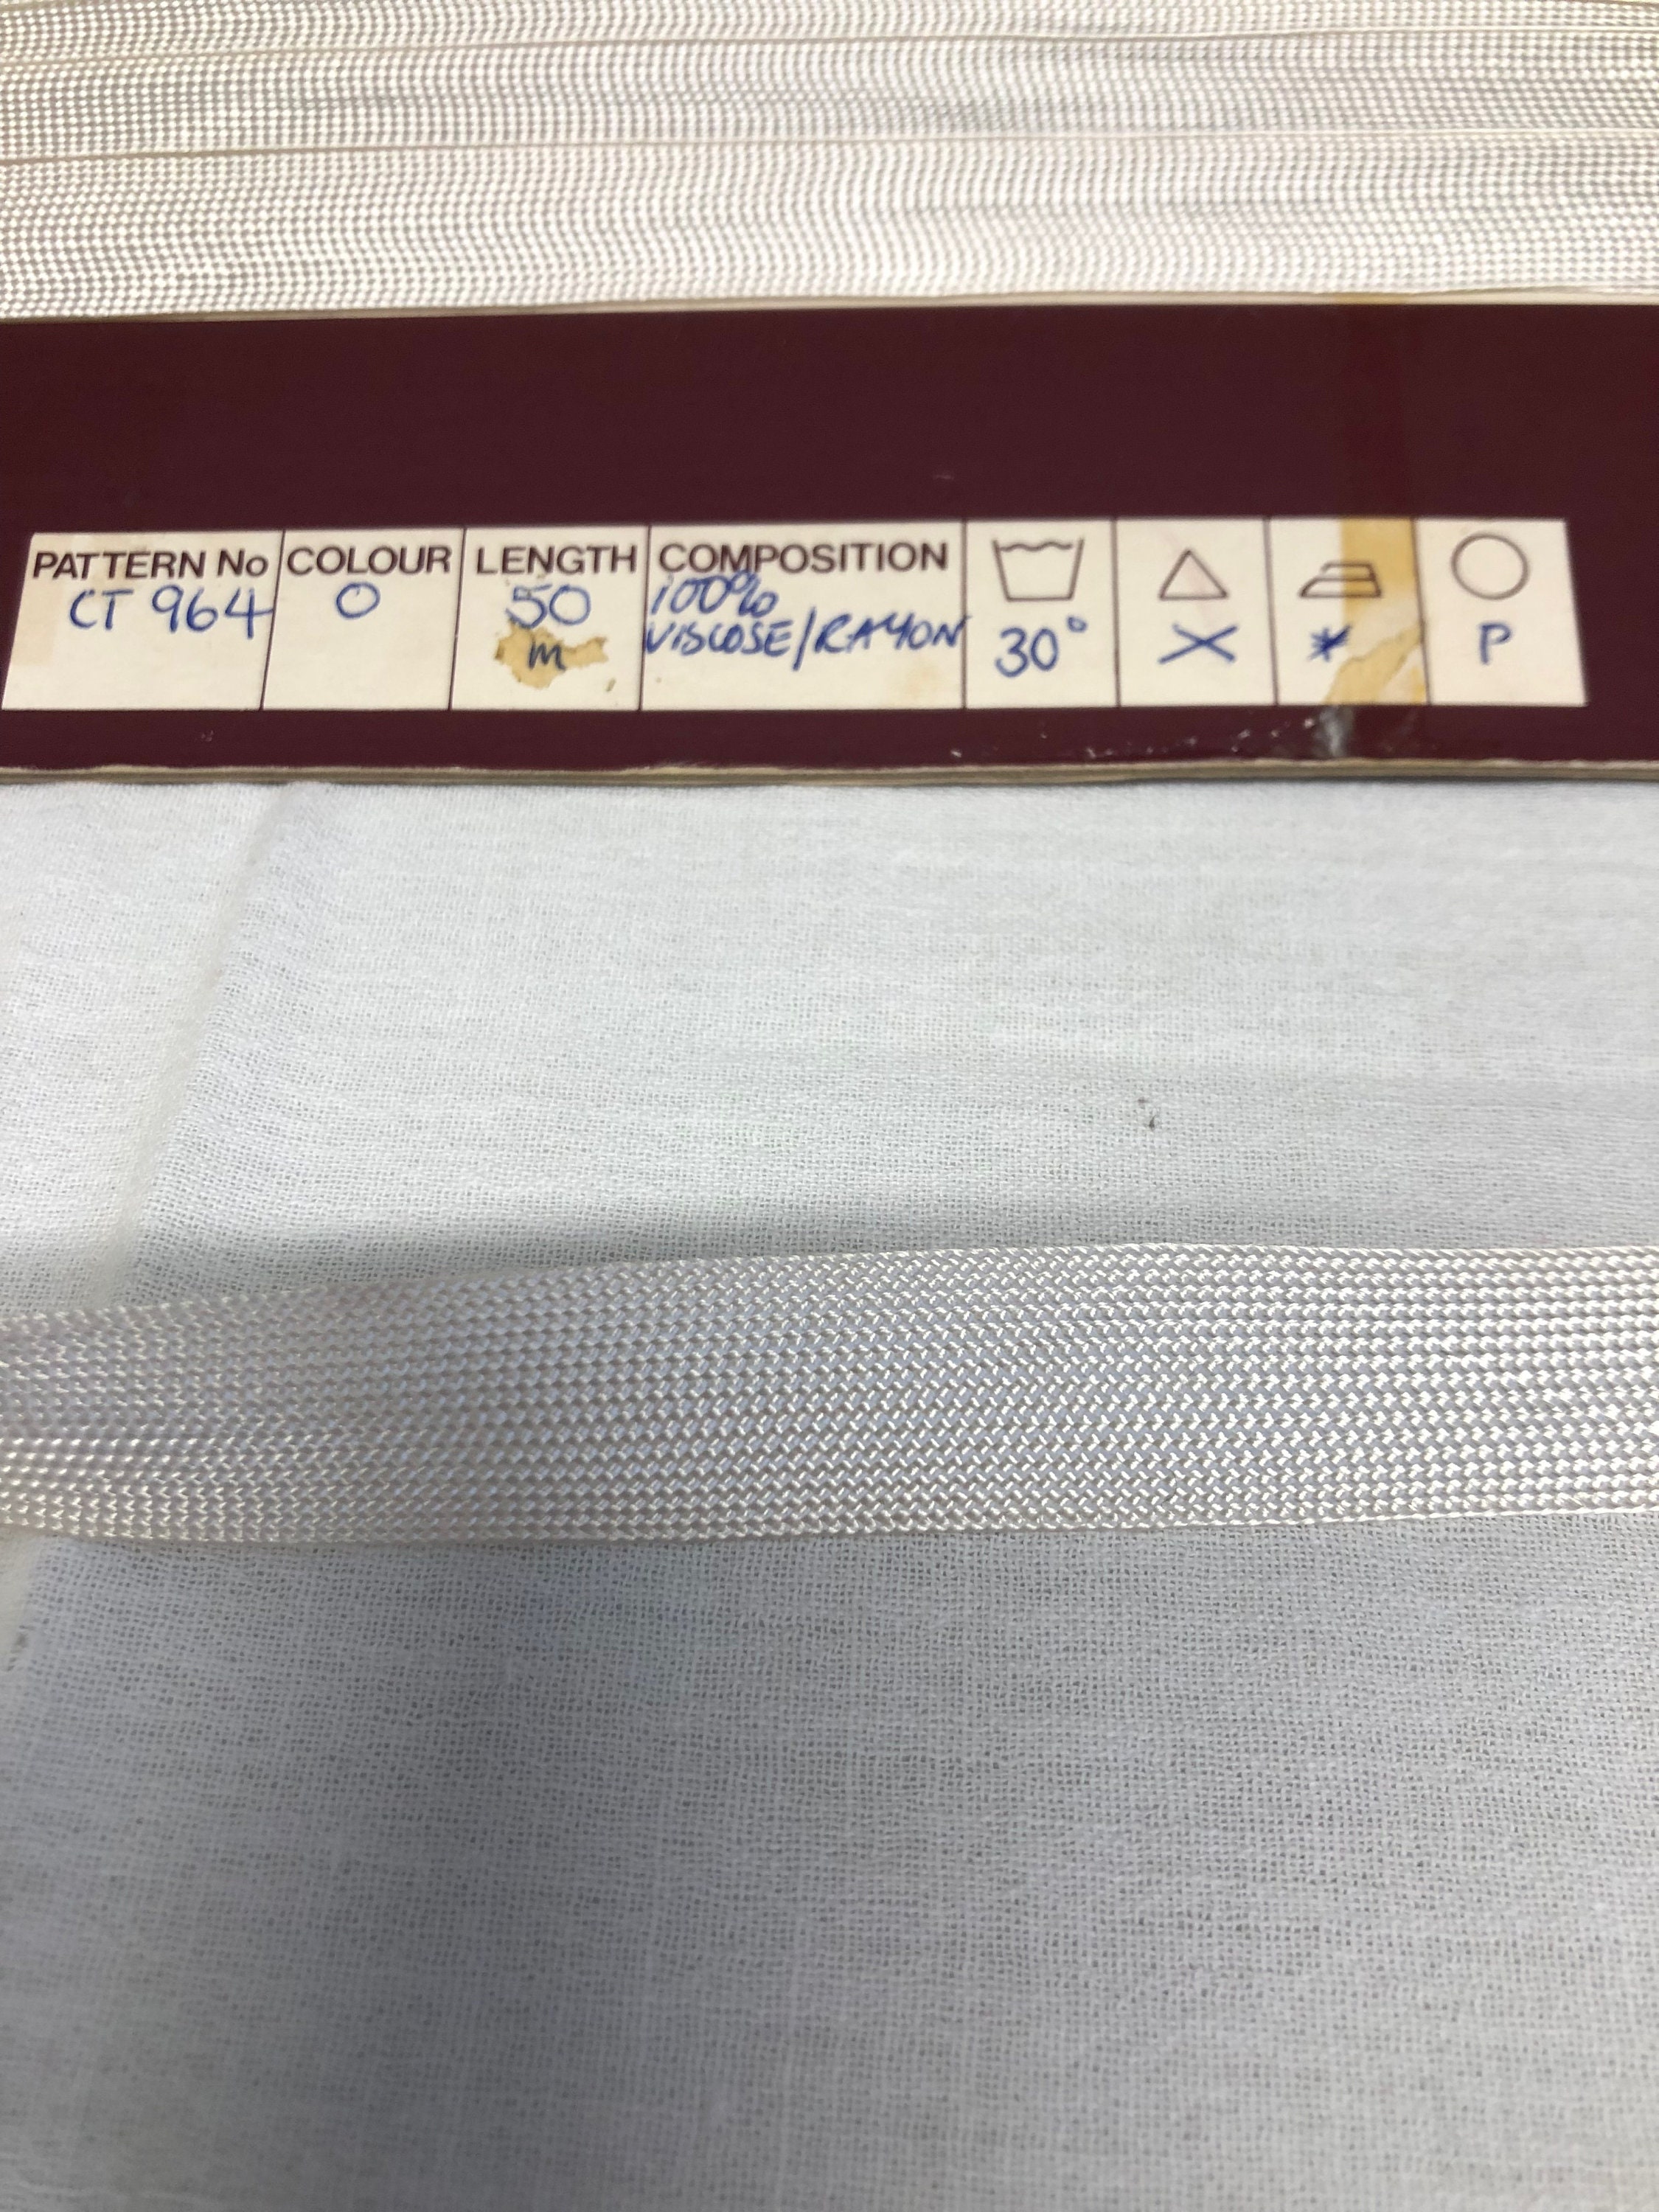 PATTERN No COLOUR LENGTH COMPOSITION
CT 964 0 50 100%
m VISCOSE/RAYON 30° X * P